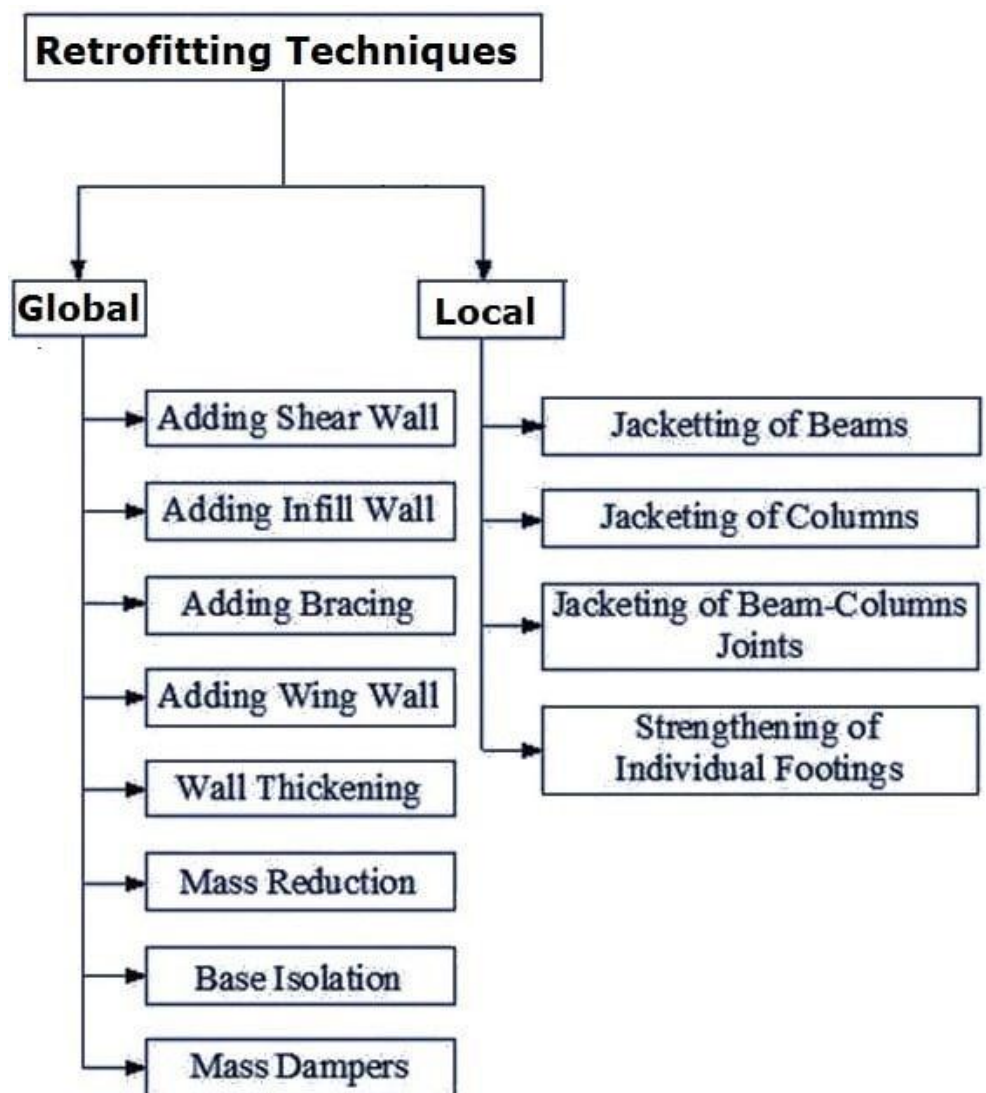 Retrofitting Techniques
Global
Local
Adding Shear Wall
Adding Infill Wall
Adding Bracing
Adding Wing Wall
Wall Thickening
Mass Reduction
Base Isolation
Mass Dampers
Jacketting of Beams
Jacketing of Columns
Jacketing of Beam-Columns
Joints
Strengthening of
Individual Footings